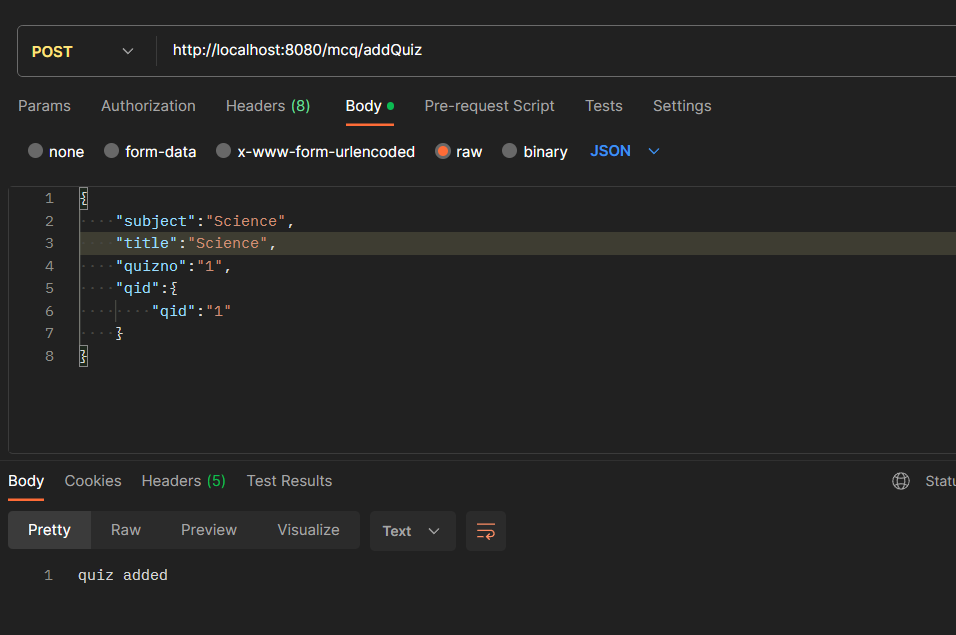 POST http://localhost:8080/mcq/addQuiz
Params Authorization Headers (8) Body Pre-request Script Tests Settings
none form-data x-www-form-urlencoded raw binary JSON
1 {
2 "subject":"Science",
3 "title":"Science",
4 "quizno":"1",
5 "qid":{
6 "qid":"1"
7 }
8 }
Body Cookies Headers (5) Test Results Statu
Pretty Raw Preview Visualize Text
1 quiz added